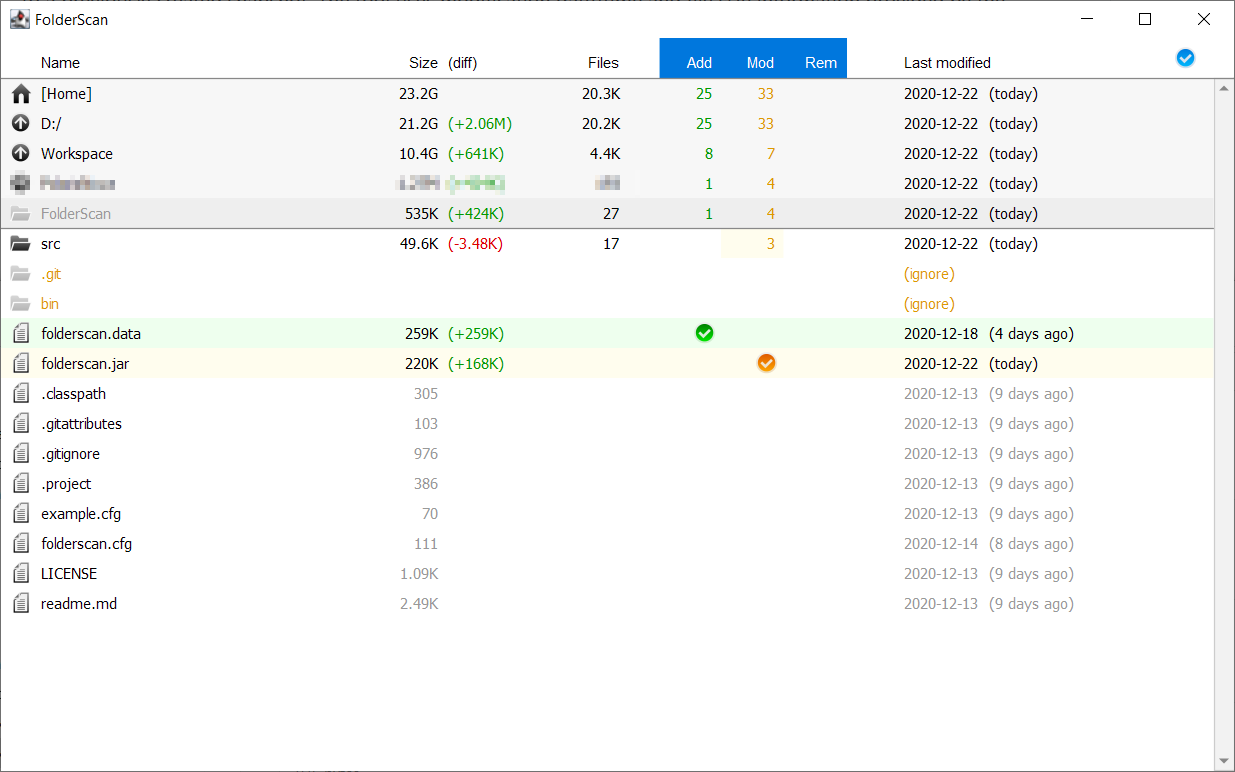 FolderScan
Name Size (diff) Files Add Mod Rem Last modified
[Home] 23.2G 20.3K 25 33 2020-12-22 (today)
D:/ 21.2G (+2.06M) 20.2K 25 33 2020-12-22 (today)
Workspace 10.4G (+641K) 4.4K 8 7 2020-12-22 (today)
1 4 2020-12-22 (today)
FolderScan 535K (+424K) 27 1 4 2020-12-22 (today)
src 49.6K (-3.48K) 17 3 2020-12-22 (today)
.git (ignore)
bin (ignore)
folderscan.data 259K (+259K) 2020-12-18 (4 days ago)
folderscan.jar 220K (+168K) 2020-12-22 (today)
.classpath 305 2020-12-13 (9 days ago)
.gitattributes 103 2020-12-13 (9 days ago)
.gitignore 976 2020-12-13 (9 days ago)
.project 386 2020-12-13 (9 days ago)
example.cfg 70 2020-12-13 (9 days ago)
folderscan.cfg 111 2020-12-14 (8 days ago)
LICENSE 1.09K 2020-12-13 (9 days ago)
readme.md 2.49K 2020-12-13 (9 days ago)